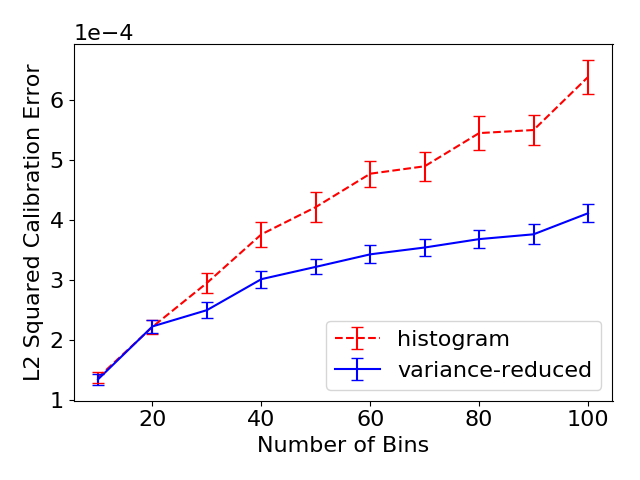 1e−4
L2 Squared Calibration Error
6
5
4
3
2
1
histogram
variance-reduced
20 40 60 80 100
Number of Bins